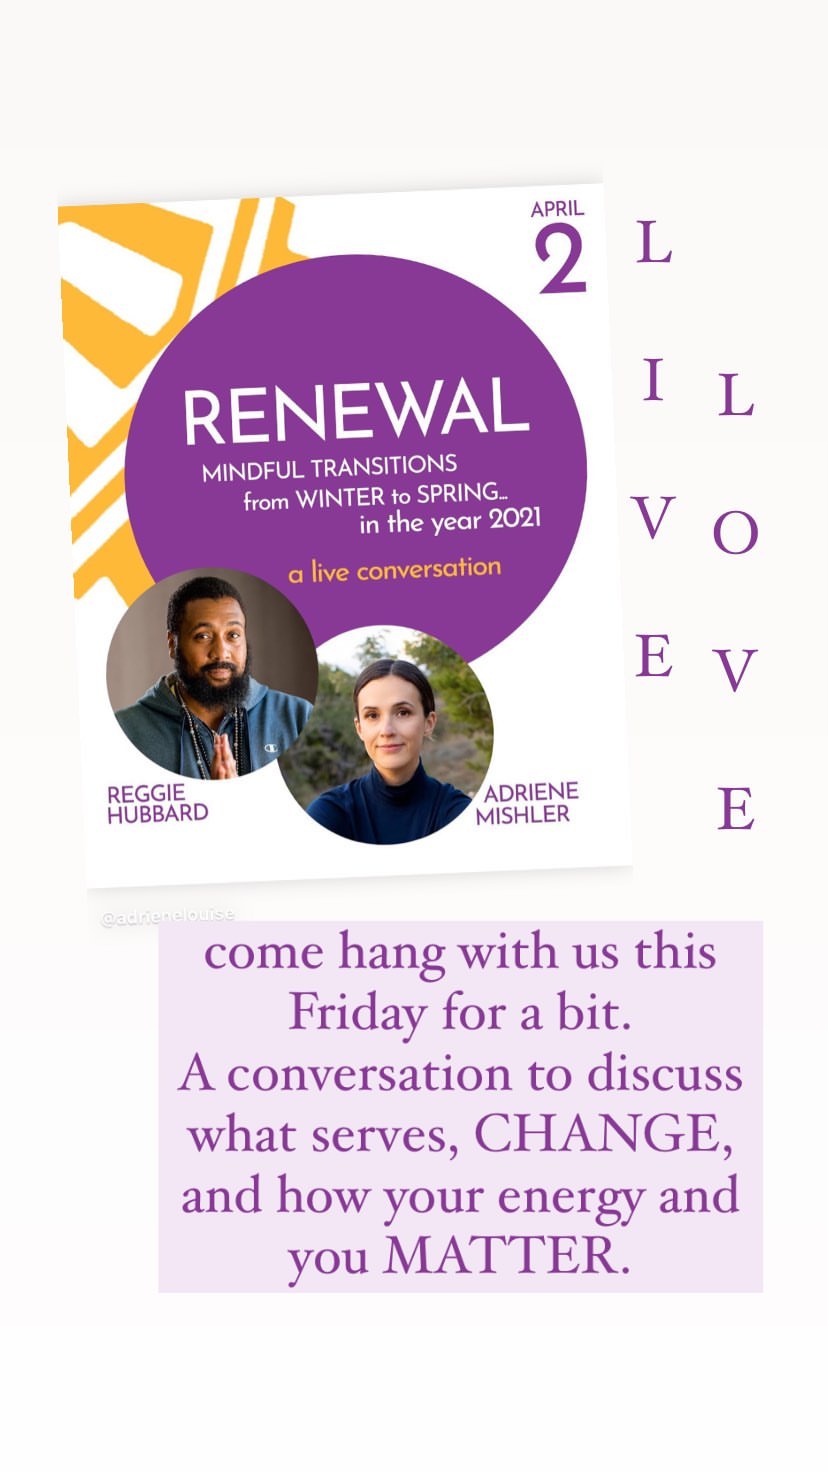 APRIL
2
RENEWAL
MINDFUL TRANSITIONS
from WINTER to SPRING...
in the year 2021
a live conversation
REGGIE
HUBBARD
ADRIENE
MISHLER
L
I
V
E
L
O
V
E
@adrienelouise
come hang with us this
Friday for a bit.
A conversation to discuss
what serves, CHANGE,
and how your energy and
you MATTER.